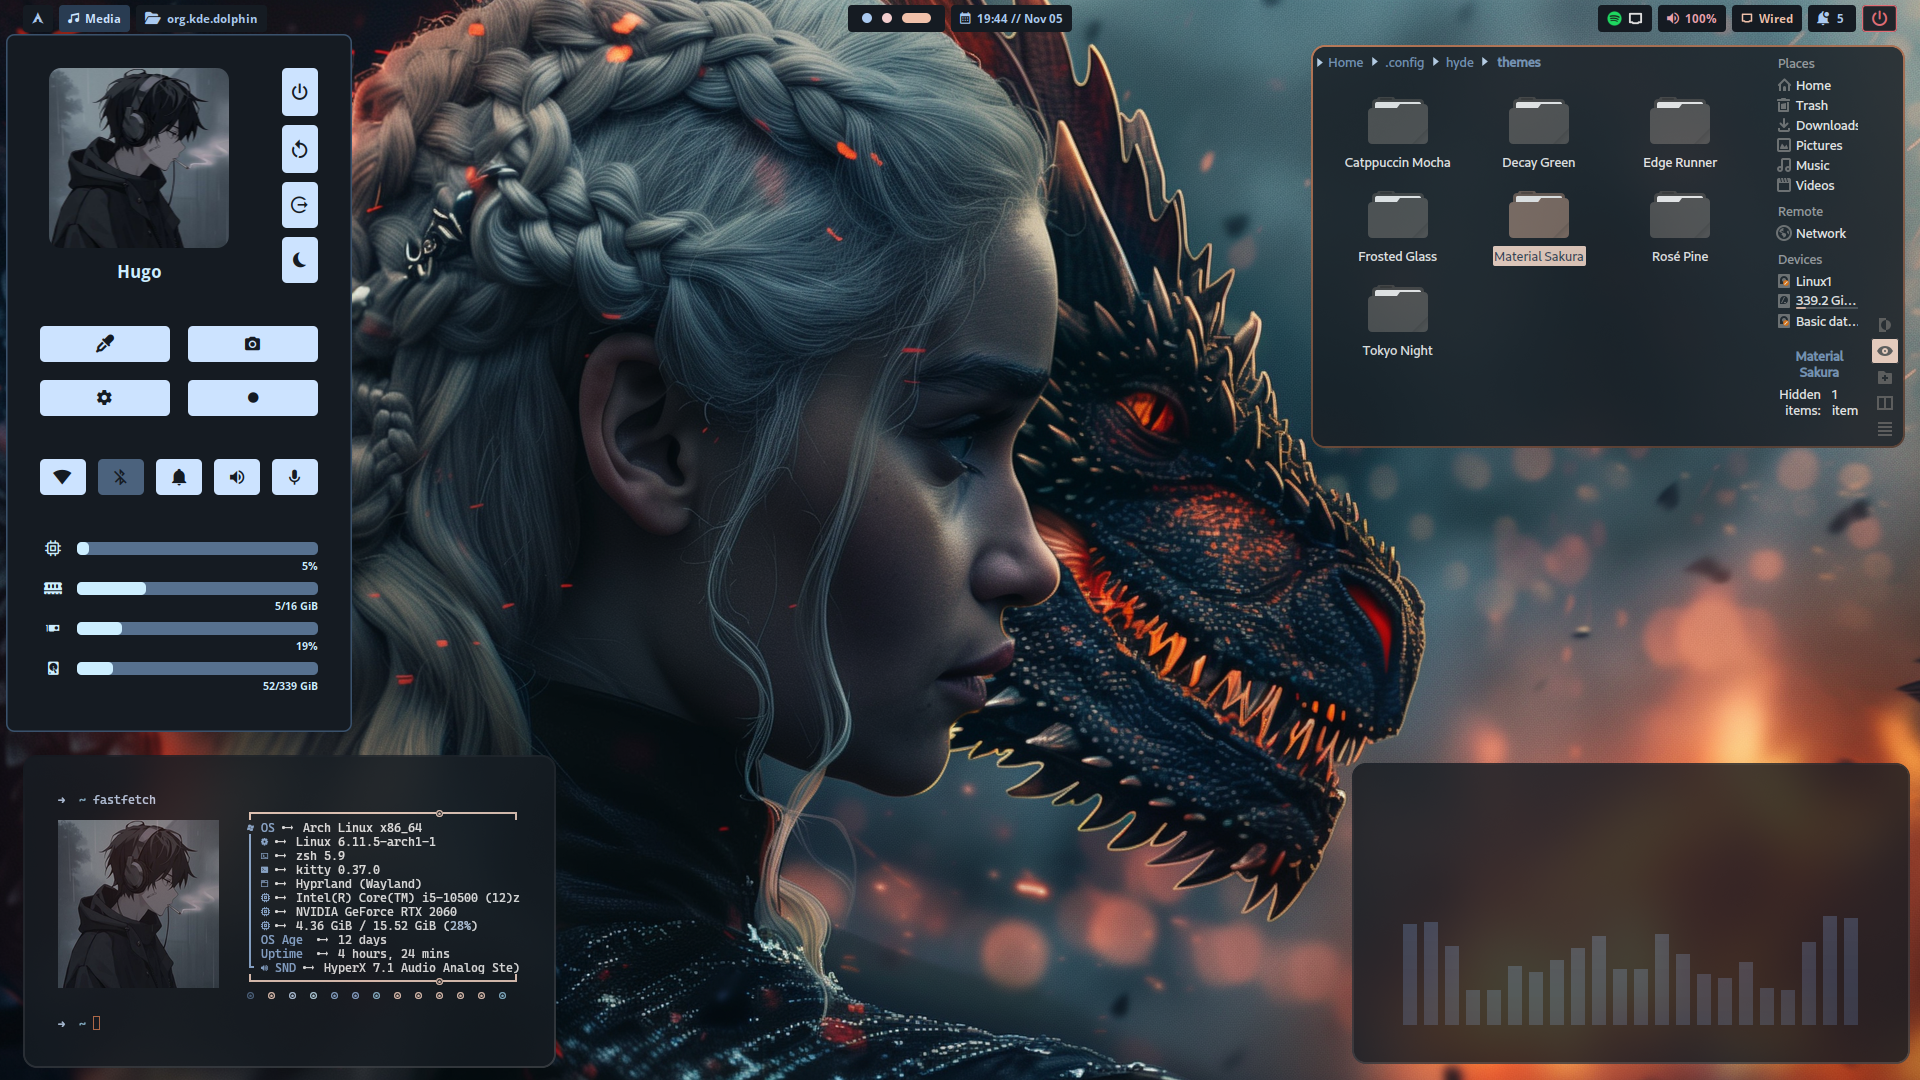 Media
org.kde.dolphin
19:44 // Nov 05
100%
Wired
5
Hugo
5%
5/16 GiB
19%
52/339 GiB
Home
.config
hyde
themes
Catppuccin Mocha
Decay Green
Edge Runner
Frosted Glass
Material Sakura
Rosé Pine
Tokyo Night
Places
Home
Trash
Downloads
Pictures
Music
Videos
Remote
Network
Devices
Linux1
339.2 Gi...
Basic dat...
Material
Sakura
Hidden 1
items: item
➜ ~ fastfetch
OS Arch Linux x86_64
Linux 6.11.5-arch1-1
zsh 5.9
kitty 0.37.0
Hyprland (Wayland)
Intel(R) Core(TM) i5-10500 (12)z
NVIDIA GeForce RTX 2060
4.36 GiB / 15.52 GiB (28%)
OS Age 12 days
Uptime 4 hours, 24 mins
SND HyperX 7.1 Audio Analog Ste)
➜ ~